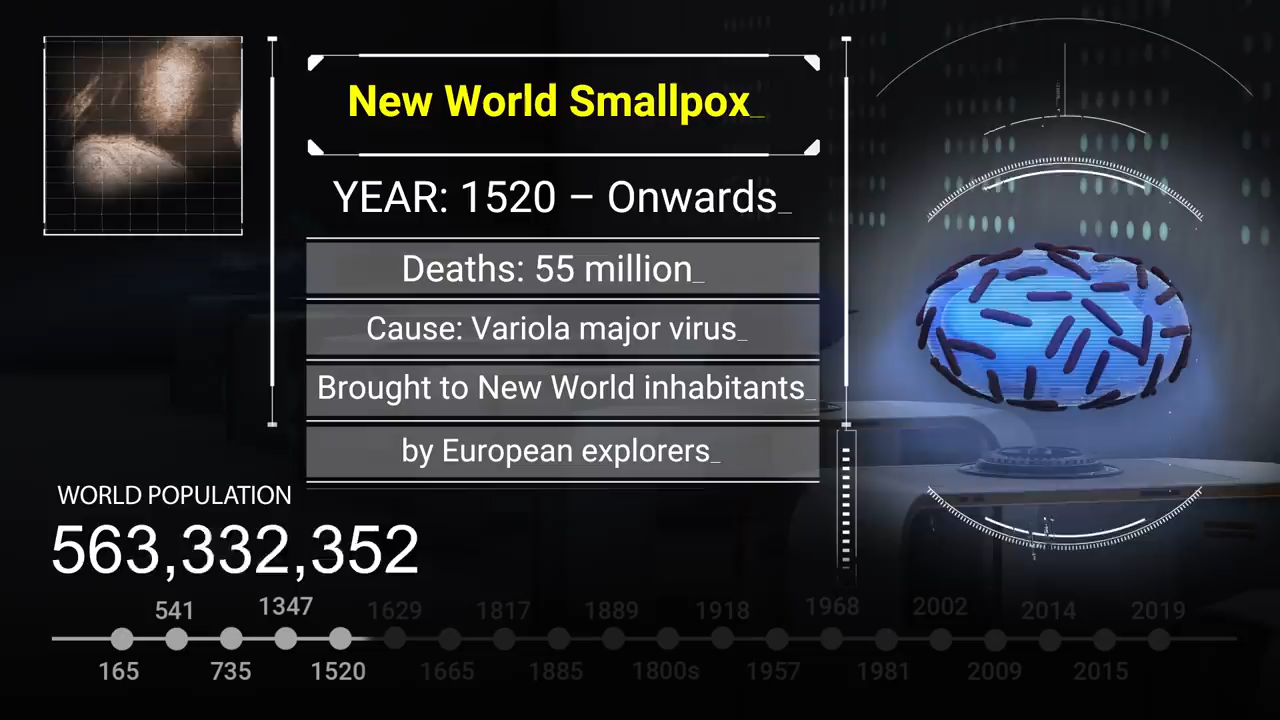 New World Smallpox_
YEAR: 1520 – Onwards_
Deaths: 55 million_
Cause: Variola major virus_
Brought to New World inhabitants_
by European explorers_
WORLD POPULATION
563,332,352
541 1347 1629 1817 1889 1918 1968 2002 2014 2019
165 735 1520 1665 1885 1800s 1957 1981 2009 2015